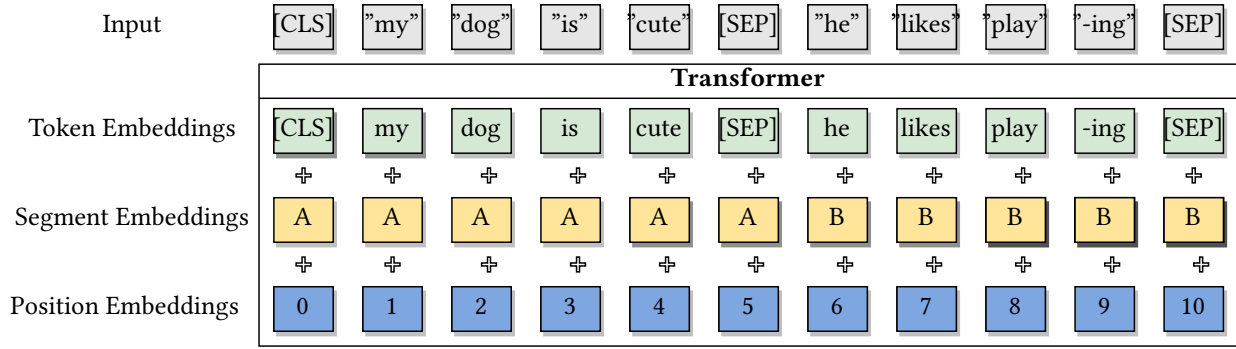 Input [CLS] ”my” ”dog” ”is” ”cute” [SEP] ”he” ”likes” ”play” ”-ing” [SEP]
Transformer
Token Embeddings [CLS] my dog is cute [SEP] he likes play -ing [SEP]
+ + + + + + + + + + +
Segment Embeddings A A A A A A B B B B B
+ + + + + + + + + + +
Position Embeddings 0 1 2 3 4 5 6 7 8 9 10